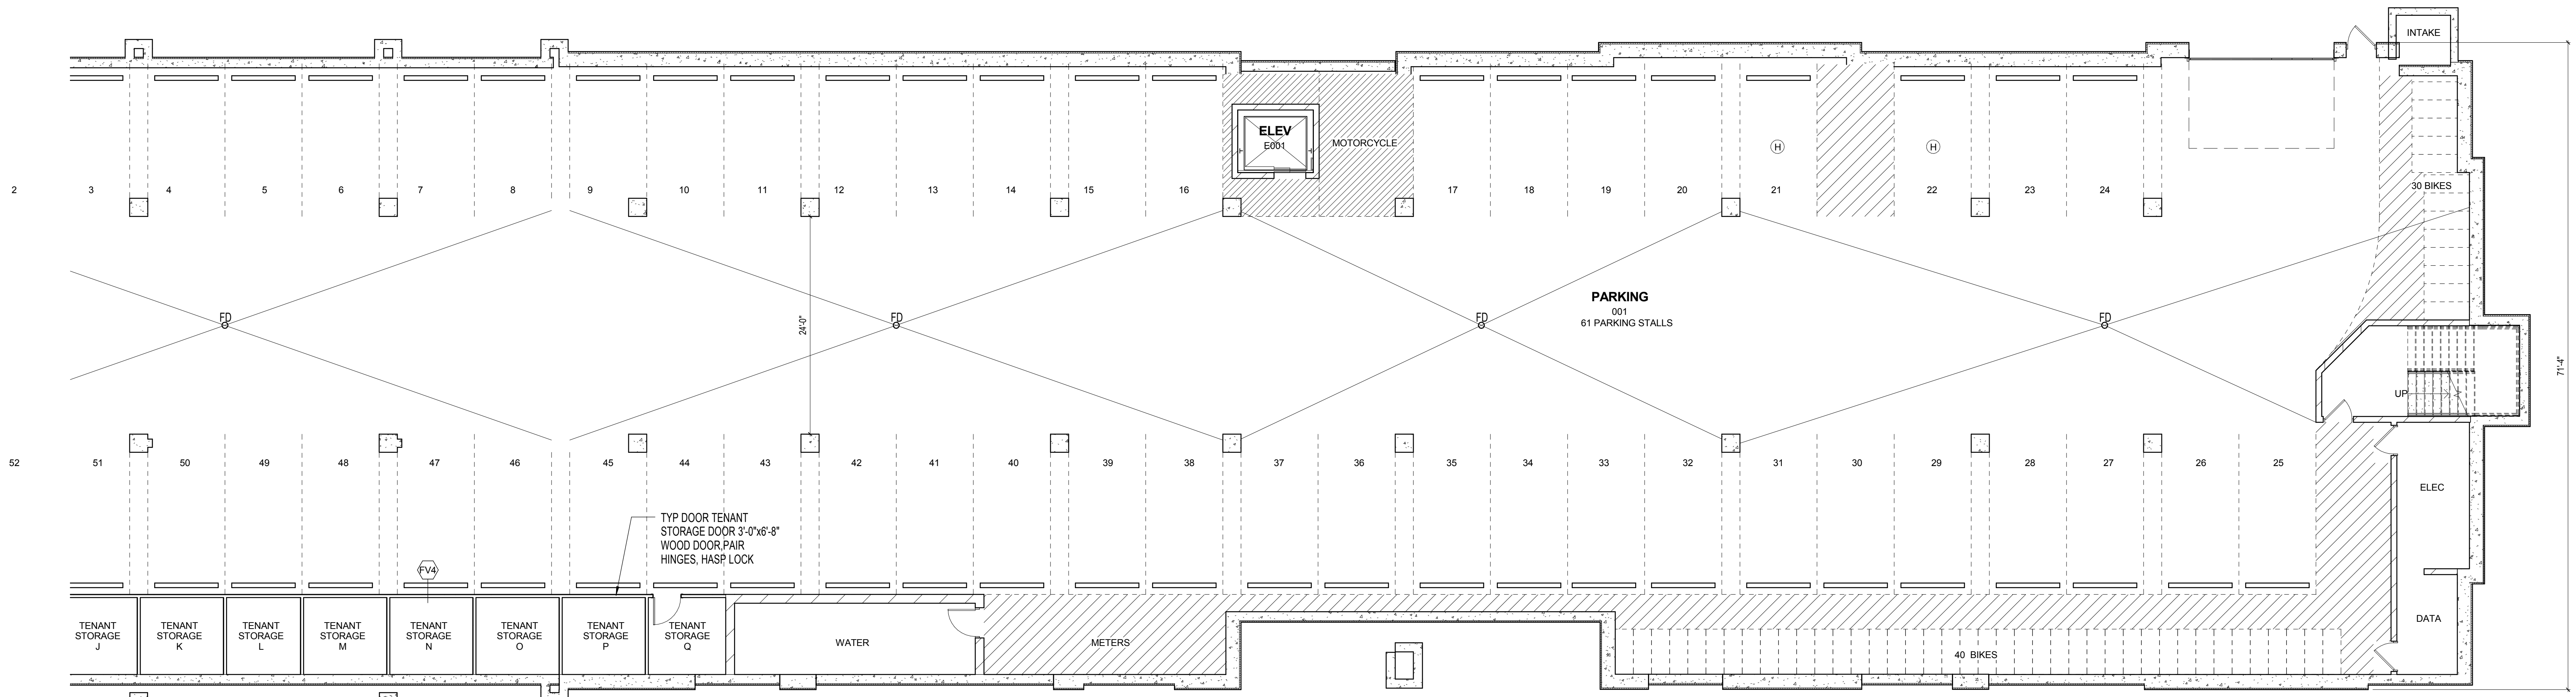 INTAKE
ELEV
E001
MOTORCYCLE
H
H
2 3 4 5 6 7 8 9 10 11 12 13 14 15 16 17 18 19 20 21 22 23 24
30 BIKES
FD
FD
FD
FD
24'-0"
PARKING
001
61 PARKING STALLS
71'-4"
UP
52 51 50 49 48 47 46 45 44 43 42 41 40 39 38 37 36 35 34 33 32 31 30 29 28 27 26 25
ELEC
TYP DOOR TENANT
STORAGE DOOR 3'-0"x6'-8"
WOOD DOOR,PAIR
HINGES, HASP LOCK
FV4
TENANT
STORAGE
J
TENANT
STORAGE
K
TENANT
STORAGE
L
TENANT
STORAGE
M
TENANT
STORAGE
N
TENANT
STORAGE
O
TENANT
STORAGE
P
TENANT
STORAGE
Q
WATER
METERS
40 BIKES
DATA